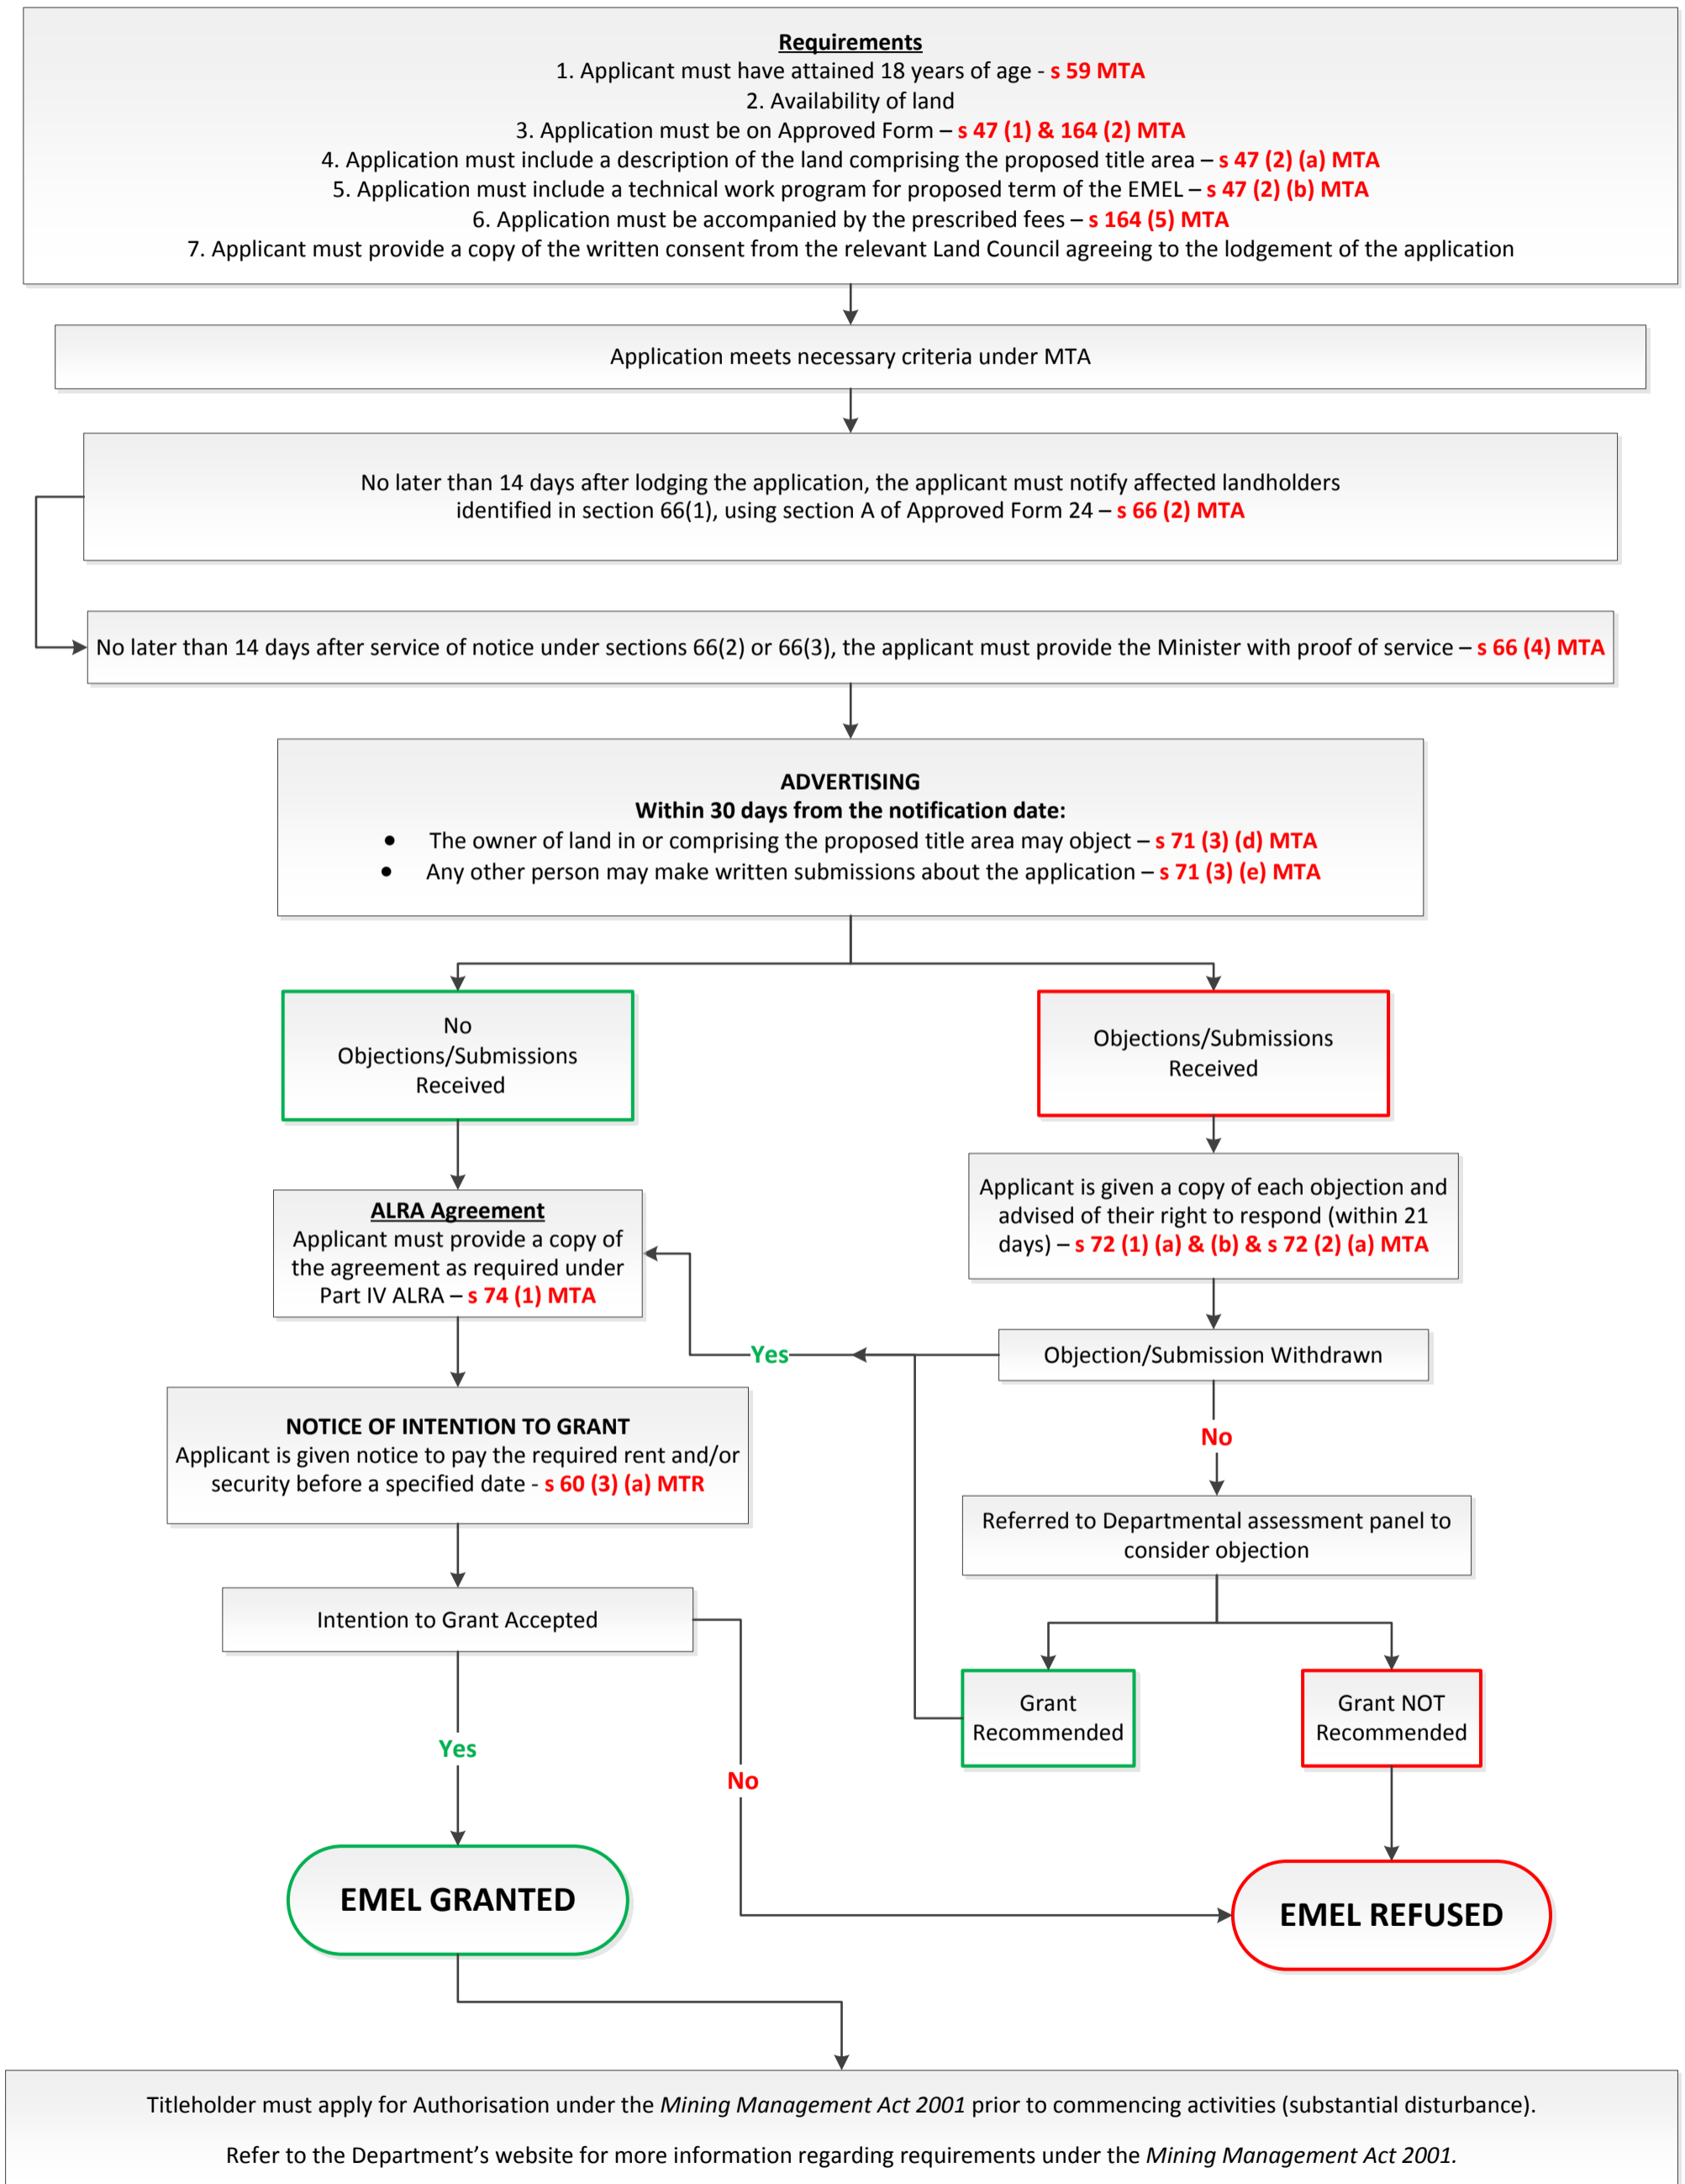 Requirements
1. Applicant must have attained 18 years of age - s 59 MTA
2. Availability of land
3. Application must be on Approved Form – s 47 (1) & 164 (2) MTA
4. Application must include a description of the land comprising the proposed title area – s 47 (2) (a) MTA
5. Application must include a technical work program for proposed term of the EMEL – s 47 (2) (b) MTA
6. Application must be accompanied by the prescribed fees – s 164 (5) MTA
7. Applicant must provide a copy of the written consent from the relevant Land Council agreeing to the lodgement of the application
Application meets necessary criteria under MTA
No later than 14 days after lodging the application, the applicant must notify affected landholders
identified in section 66(1), using section A of Approved Form 24 – s 66 (2) MTA
No later than 14 days after service of notice under sections 66(2) or 66(3), the applicant must provide the Minister with proof of service – s 66 (4) MTA
ADVERTISING
Within 30 days from the notification date:
• The owner of land in or comprising the proposed title area may object – s 71 (3) (d) MTA
• Any other person may make written submissions about the application – s 71 (3) (e) MTA
No
Objections/Submissions
Received
Objections/Submissions
Received
ALRA Agreement
Applicant must provide a copy of
the agreement as required under
Part IV ALRA – s 74 (1) MTA
Applicant is given a copy of each objection and
advised of their right to respond (within 21
days) – s 72 (1) (a) & (b) & s 72 (2) (a) MTA
Yes
Objection/Submission Withdrawn
No
NOTICE OF INTENTION TO GRANT
Applicant is given notice to pay the required rent and/or
security before a specified date - s 60 (3) (a) MTR
Referred to Departmental assessment panel to
consider objection
Intention to Grant Accepted
Grant
Recommended
Grant NOT
Recommended
Yes
No
EMEL GRANTED
EMEL REFUSED
Titleholder must apply for Authorisation under the Mining Management Act 2001 prior to commencing activities (substantial disturbance).
Refer to the Department's website for more information regarding requirements under the Mining Management Act 2001.